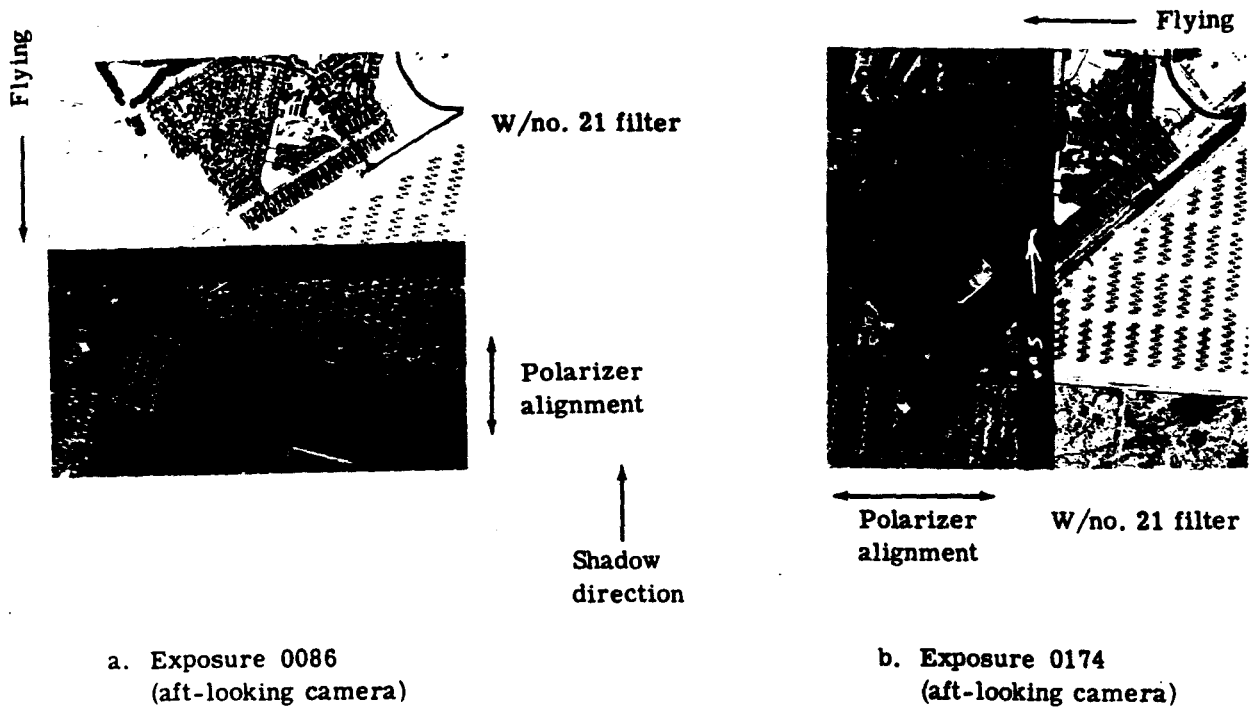 Flying
W/no. 21 filter
Polarizer
alignment
Shadow
direction
a. Exposure 0086
(aft-looking camera)
Flying
Polarizer
alignment
W/no. 21 filter
b. Exposure 0174
(aft-looking camera)